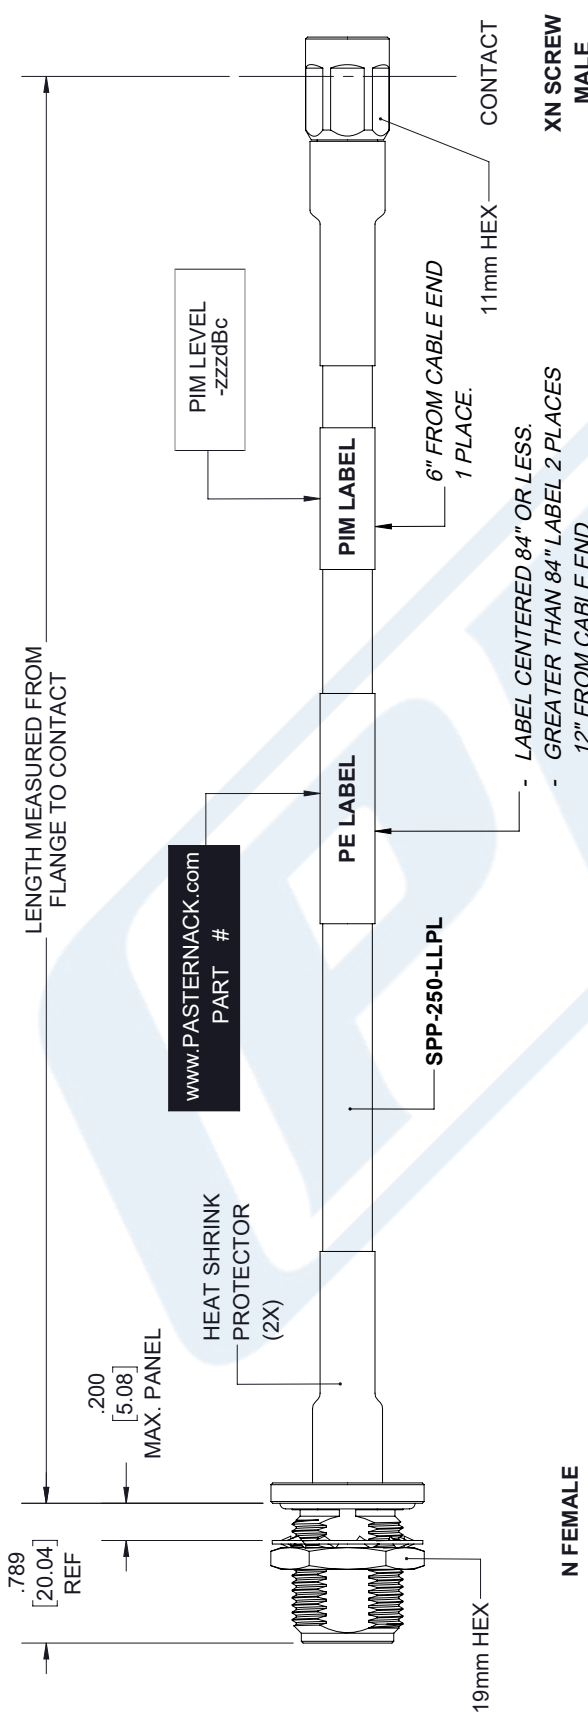 LENGTH MEASURED FROM
FLANGE TO CONTACT
.789
[20.04]
REF
.200
[5.08]
MAX. PANEL
HEAT SHRINK
PROTECTOR
(2X)
www.PASTERNACK.com
PART #
PIM LEVEL
-zzzdBc
PE LABEL
PIM LABEL
6" FROM CABLE END
1 PLACE.
SPP-250-LLPL
- LABEL CENTERED 84" OR LESS.
- GREATER THAN 84" LABEL 2 PLACES
12" FROM CABLE END
19mm HEX
N FEMALE
11mm HEX
CONTACT
XN SCREW
MALE